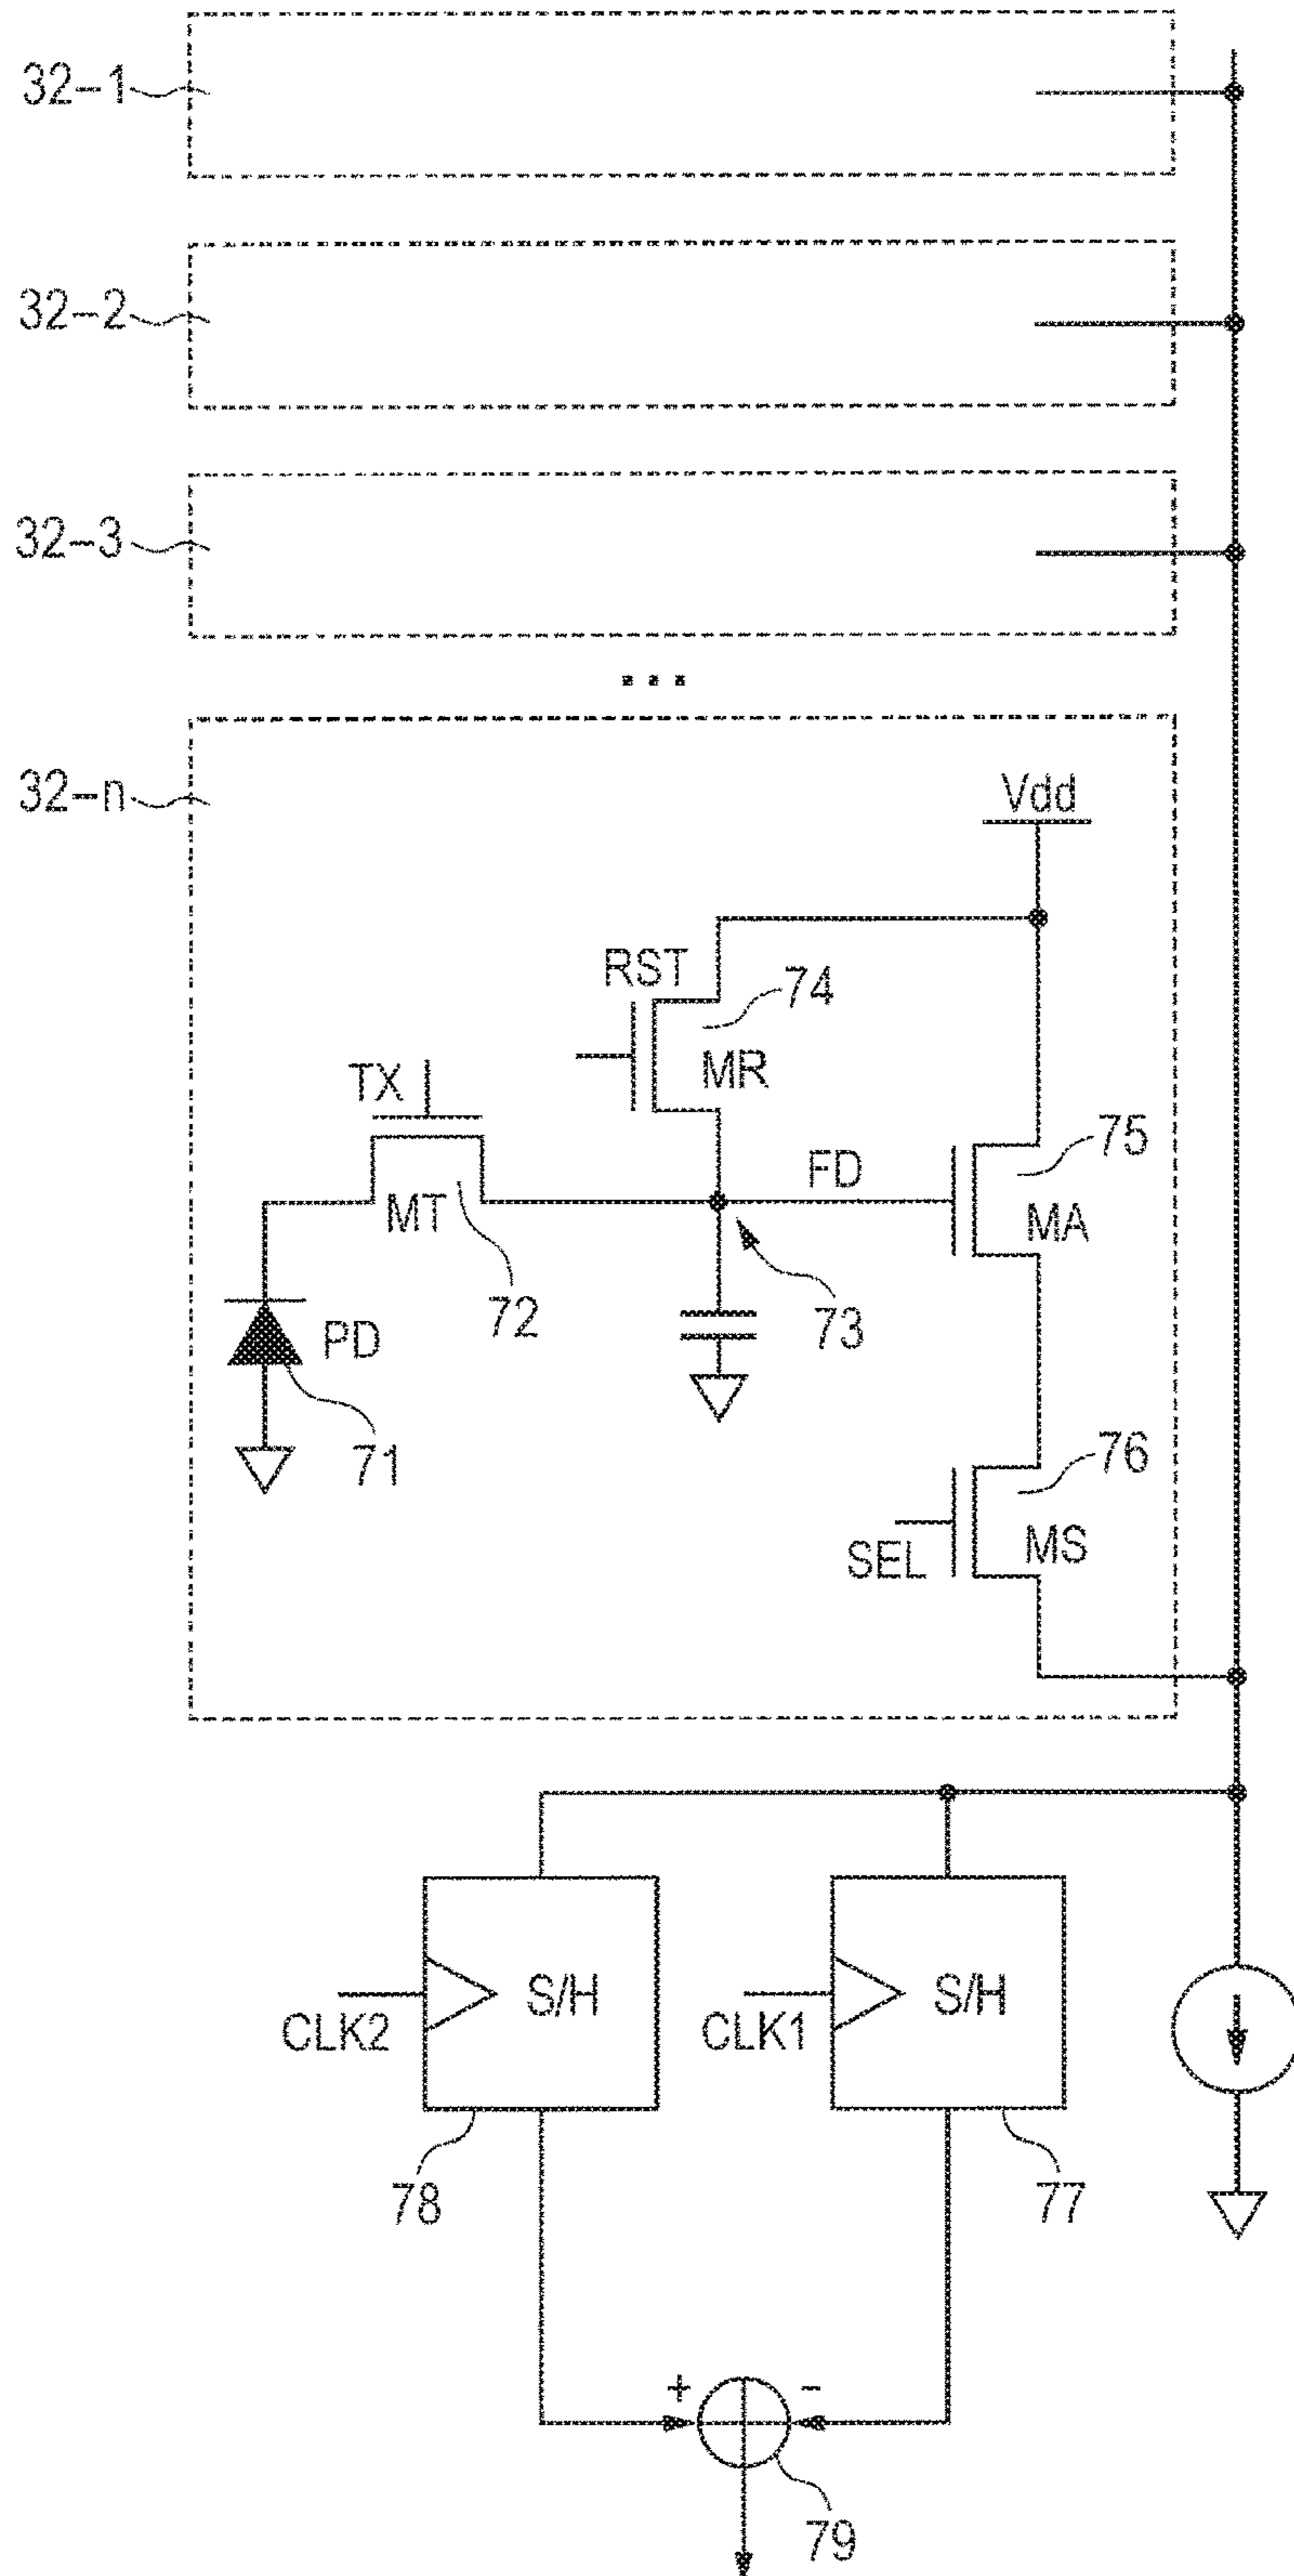 32-1
32-2
32-3
...
32-n
Vdd
RST
74
MR
TX
75
FD
MT
MA
72
73
PD
71
76
SEL
MS
S/H
S/H
CLK2
CLK1
78
77
+
-
79